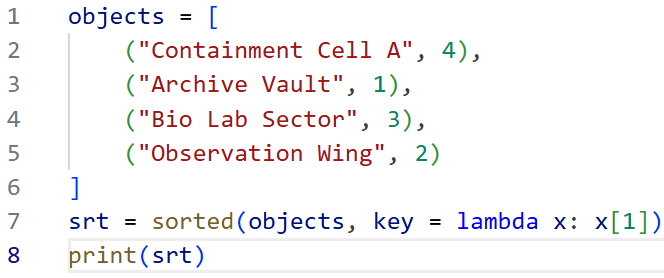 1 objects = [
2     ("Containment Cell A", 4),
3     ("Archive Vault", 1),
4     ("Bio Lab Sector", 3),
5     ("Observation Wing", 2)
6 ]
7 srt = sorted(objects, key = lambda x: x[1])
8 print(srt)